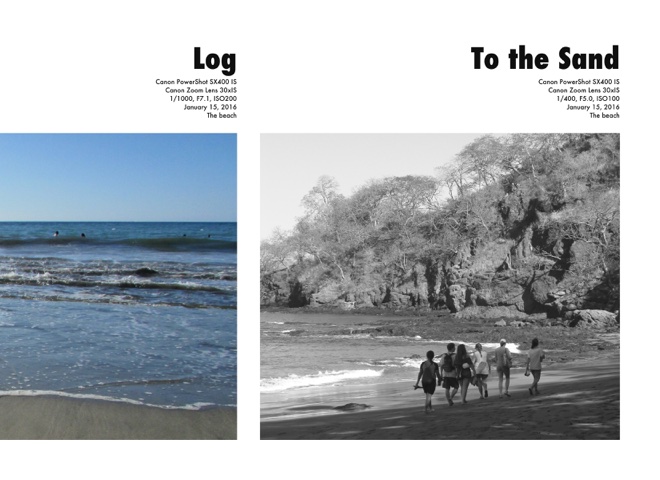 Log
Canon PowerShot SX400 IS
Canon Zoom Lens 30xIS
1/1000, F7.1, ISO200
January 15, 2016
The beach
To the Sand
Canon PowerShot SX400 IS
Canon Zoom Lens 30xIS
1/400, F5.0, ISO100
January 15, 2016
The beach